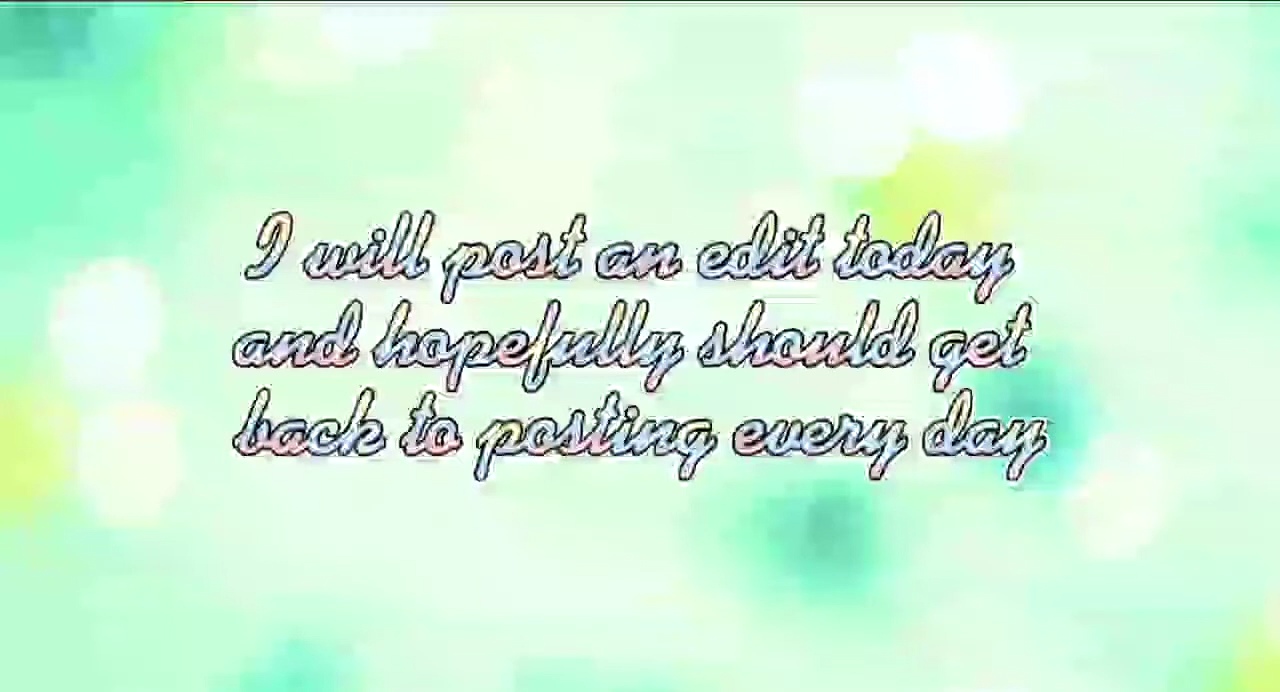 I will post an edit today
and hopefully should get
back to posting every day